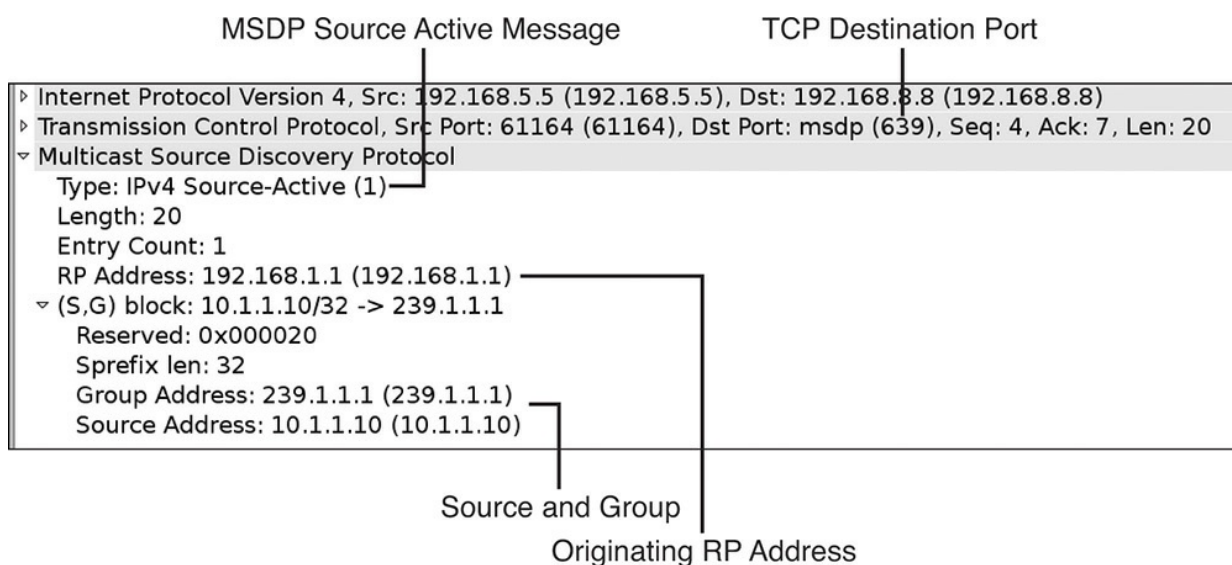 MSDP Source Active Message
TCP Destination Port
Internet Protocol Version 4, Src: 192.168.5.5 (192.168.5.5), Dst: 192.168.8.8 (192.168.8.8)
Transmission Control Protocol, Src Port: 61164 (61164), Dst Port: msdp (639), Seq: 4, Ack: 7, Len: 20
Multicast Source Discovery Protocol
Type: IPv4 Source-Active (1)
Length: 20
Entry Count: 1
RP Address: 192.168.1.1 (192.168.1.1)
(S,G) block: 10.1.1.10/32 -> 239.1.1.1
Reserved: 0x000020
Sprefix len: 32
Group Address: 239.1.1.1 (239.1.1.1)
Source Address: 10.1.1.10 (10.1.1.10)
Source and Group
Originating RP Address